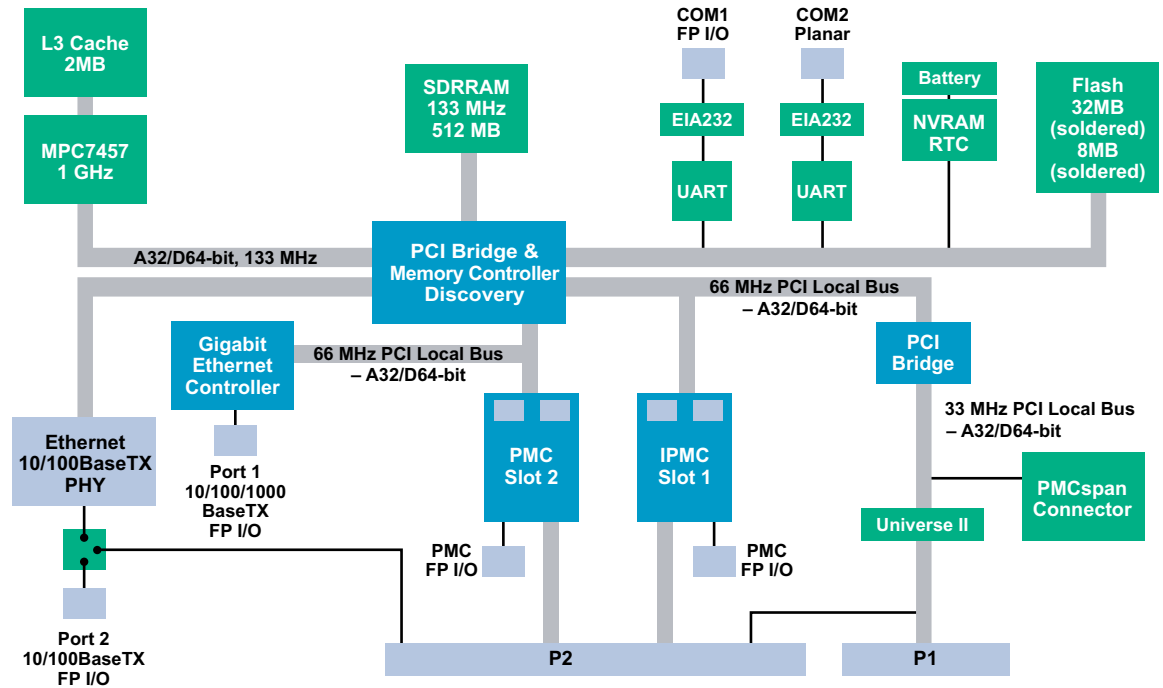 L3 Cache
2MB
MPC7457
1 GHz
SDRRAM
133 MHz
512 MB
COM1
FP I/O
COM2
Planar
EIA232
EIA232
UART
UART
Battery
NVRAM
RTC
Flash
32MB
(soldered)
8MB
(soldered)
A32/D64-bit, 133 MHz
PCI Bridge &
Memory Controller
Discovery
66 MHz PCI Local Bus
– A32/D64-bit
Gigabit
Ethernet
Controller
66 MHz PCI Local Bus
– A32/D64-bit
PCI
Bridge
33 MHz PCI Local Bus
– A32/D64-bit
Ethernet
10/100BaseTX
PHY
Port 1
10/100/1000
BaseTX
FP I/O
PMC
Slot 2
IPMC
Slot 1
PMCspan
Connector
Universe II
PMC
FP I/O
PMC
FP I/O
Port 2
10/100BaseTX
FP I/O
P2
P1